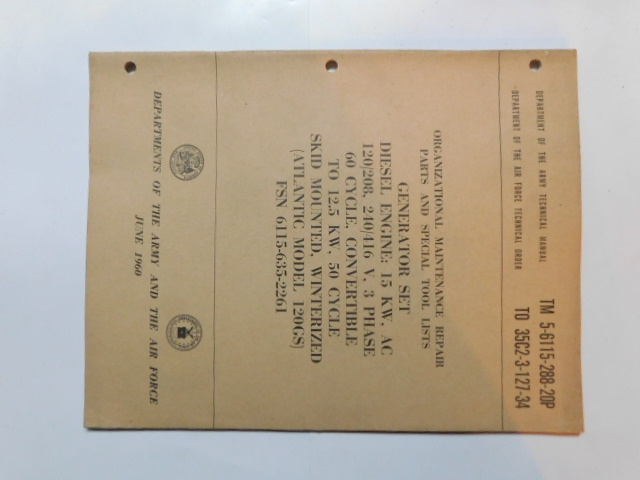 DEPARTMENT OF THE ARMY TECHNICAL MANUAL TM 5-6115-288-20P
DEPARTMENT OF THE AIR FORCE TECHNICAL ORDER TO 35C2-3-127-34
ORGANIZATIONAL MAINTENANCE REPAIR
PARTS AND SPECIAL TOOL LISTS
GENERATOR SET
DIESEL ENGINE: 15 KW, AC
120/208, 240/416 V, 3 PHASE
60 CYCLE, CONVERTIBLE
TO 12.5 KW, 50 CYCLE
SKID MOUNTED, WINTERIZED
(ATLANTIC MODEL 120GS)
FSN 6115-635-2261
DEPARTMENTS OF THE ARMY AND THE AIR FORCE
JUNE 1960